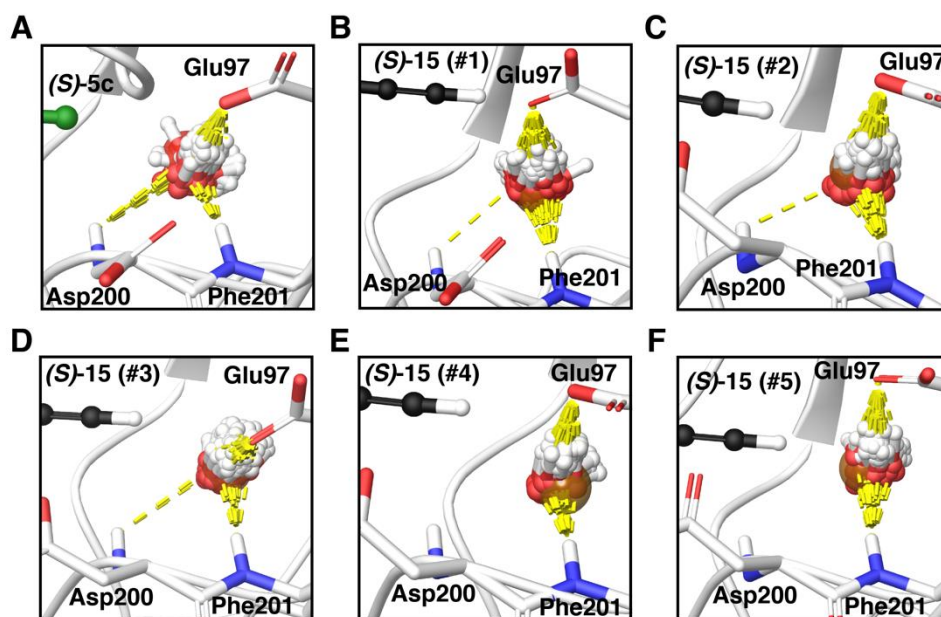 A
(S)-5c
Glu97
Asp200
Phe201
B
(S)-15 (#1)
Glu97
Asp200
Phe201
C
(S)-15 (#2)
Glu97
Asp200
Phe201
D
(S)-15 (#3)
Glu97
Asp200
Phe201
E
(S)-15 (#4)
Glu97
Asp200
Phe201
F
(S)-15 (#5)
Glu97
Asp200
Phe201